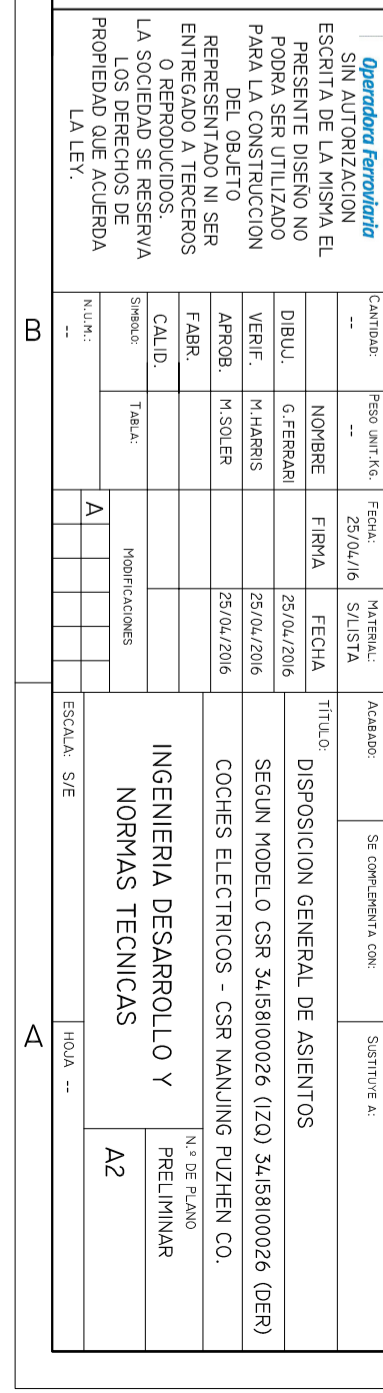 Operadora Ferroviaria
SIN AUTORIZACION
ESCRITA DE LA MISMA EL
PRESENTE DISEÑO NO
PODRA SER UTILIZADO
PARA LA CONSTRUCCION
DEL OBJETO
REPRESENTADO NI SER
ENTREGADO A TERCEROS
O REPRODUCIDOS.
LA SOCIEDAD SE RESERVA
LOS DERECHOS DE
PROPIEDAD QUE ACUERDA
LA LEY.
CANTIDAD:
--
PESO UNIT.KG.
--
FECHA:
25/04/16
MATERIAL:
S/LISTA
ACABADO:
SE COMPLEMENTA CON:
SUSTITUYE A:
NOMBRE FIRMA FECHA
DIBUJ. G.FERRARI 25/04/2016
VERIF. M.HARRIS 25/04/2016
APROB. M.SOLER 25/04/2016
FABR.
CALID.
SIMBOLO:
TABLA:
MODIFICACIONES
N.U.M.:
--
A
TÍTULO:
DISPOSICION GENERAL DE ASIENTOS
SEGUN MODELO CSR 34158100026 (IZQ) 34158100026 (DER)
COCHES ELECTRICOS - CSR NANJING PUZHEN CO.
INGENIERIA DESARROLLO Y
NORMAS TECNICAS
N.º DE PLANO
PRELIMINAR
A2
ESCALA: S/E
HOJA --
B
A